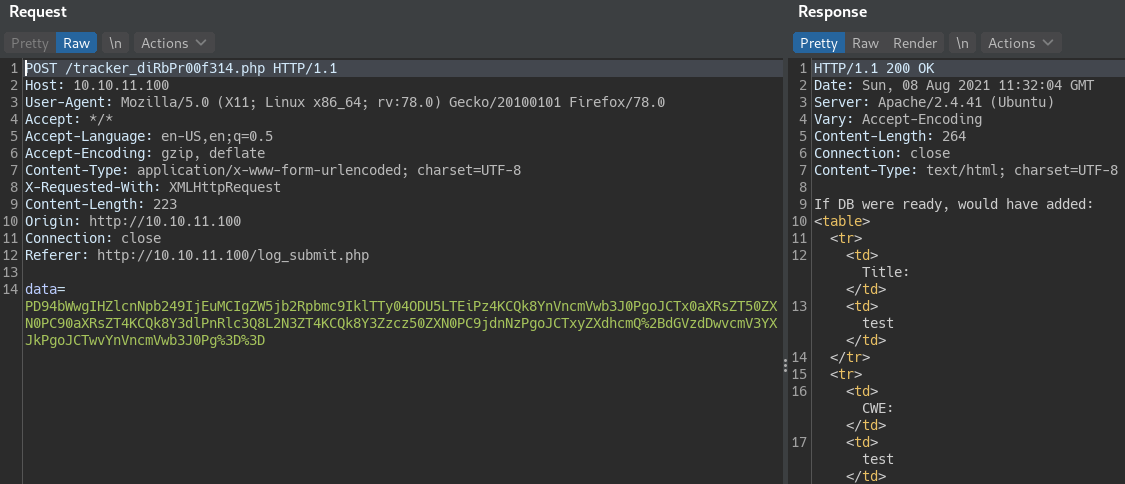 Request
Pretty Raw \n Actions
1 POST /tracker_diRbPr00f314.php HTTP/1.1
2 Host: 10.10.11.100
3 User-Agent: Mozilla/5.0 (X11; Linux x86_64; rv:78.0) Gecko/20100101 Firefox/78.0
4 Accept: */*
5 Accept-Language: en-US,en;q=0.5
6 Accept-Encoding: gzip, deflate
7 Content-Type: application/x-www-form-urlencoded; charset=UTF-8
8 X-Requested-With: XMLHttpRequest
9 Content-Length: 223
10 Origin: http://10.10.11.100
11 Connection: close
12 Referer: http://10.10.11.100/log_submit.php
13
14 data=
PD94bWwgIHZlcnNpb249IjEuMCIgZW5jb2Rpbmc9IklTTy04ODU5LTEiPz4KCQk8YnVncmVwb3J0PgoJCTx0aXRsZT50ZX
N0PC90aXRsZT4KCQk8Y3dlPnRlc3Q8L2N3ZT4KCQk8Y3Zzcz50ZXN0PC9jdnNzPgoJCTxyZXdhcmQ%2BdGVzdDwvcmV3YX
JkPgoJCTwvYnVncmVwb3J0Pg%3D%3D
Response
Pretty Raw Render \n Actions
1 HTTP/1.1 200 OK
2 Date: Sun, 08 Aug 2021 11:32:04 GMT
3 Server: Apache/2.4.41 (Ubuntu)
4 Vary: Accept-Encoding
5 Content-Length: 264
6 Connection: close
7 Content-Type: text/html; charset=UTF-8
8
9 If DB were ready, would have added:
10 <table>
11 <tr>
12 <td>
Title:
</td>
13 <td>
test
</td>
14 </tr>
15 <tr>
16 <td>
CWE:
</td>
17 <td>
test
</td>